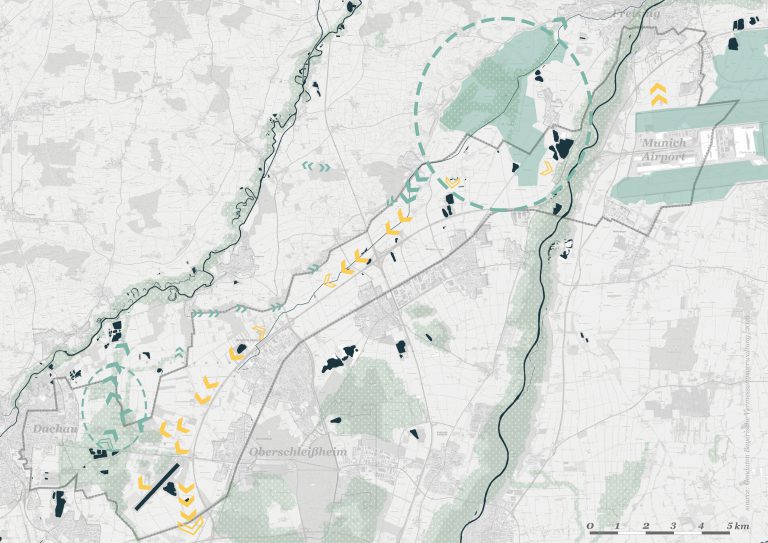 Freising
Munich
Airport
Dachau
Oberschleißheim
0 1 2 3 4 5 km